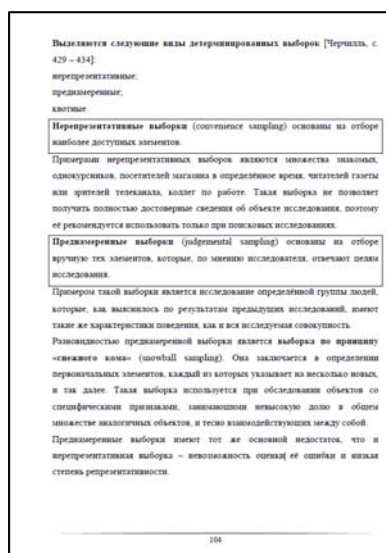 Выделяются следующие виды детерминированных выборок [Черчилль, с.
429 – 434]:
нерепрезентативные;
преднамеренные;
квотные.
Нерепрезентативные выборки (convenience sampling) основаны на отборе
наиболее доступных элементов.
Примерами нерепрезентативных выборок являются множества знакомых,
однокурсников, посетителей магазина в определённое время, читателей газеты
или зрителей телеканала, коллег по работе. Такая выборка не позволяет
получить полностью достоверные сведения об объекте исследования, поэтому
её рекомендуется использовать только при поисковых исследованиях.
Преднамеренные выборки (judgemental sampling) основаны на отборе
вручную тех элементов, которые, по мнению исследователя, отвечают целям
исследования.
Примером такой выборки является исследование определённой группы людей,
которые, как выяснилось по результатам предыдущих исследований, имеют
такие же характеристики поведения, как и вся исследуемая совокупность.
Разновидностью преднамеренной выборки является выборка по принципу
«снежного кома» (snowball sampling). Она заключается в определении
первоначальных элементов, каждый из которых указывает на несколько новых,
и так далее. Такая выборка используется при обследовании объектов со
специфическими признаками, занимающими невысокую долю в общем
множестве аналогичных объектов, и тесно взаимодействующих между собой.
Преднамеренные выборки имеют тот же основной недостаток, что и
нерепрезентативная выборка – невозможность оценки её ошибки и низкая
степень репрезентативности.
104